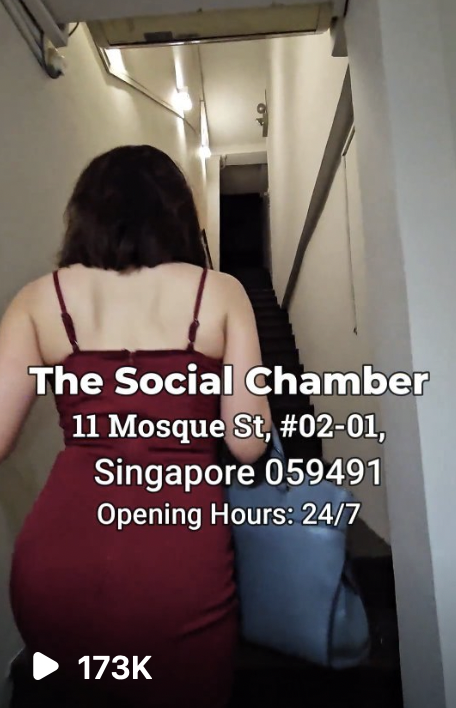 The Social Chamber
11 Mosque St, #02-01,
Singapore 059491
Opening Hours: 24/7
173K